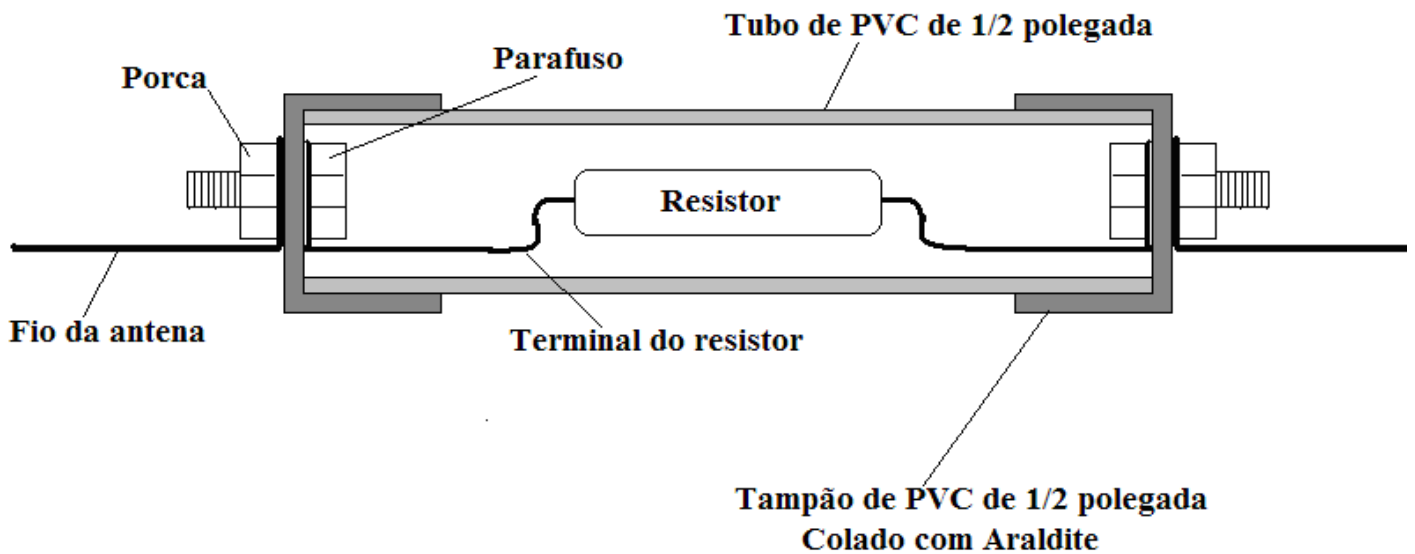 Tubo de PVC de 1/2 polegada
Parafuso
Porca
Resistor
Fio da antena
Terminal do resistor
Tampão de PVC de 1/2 polegada
Colado com Araldite